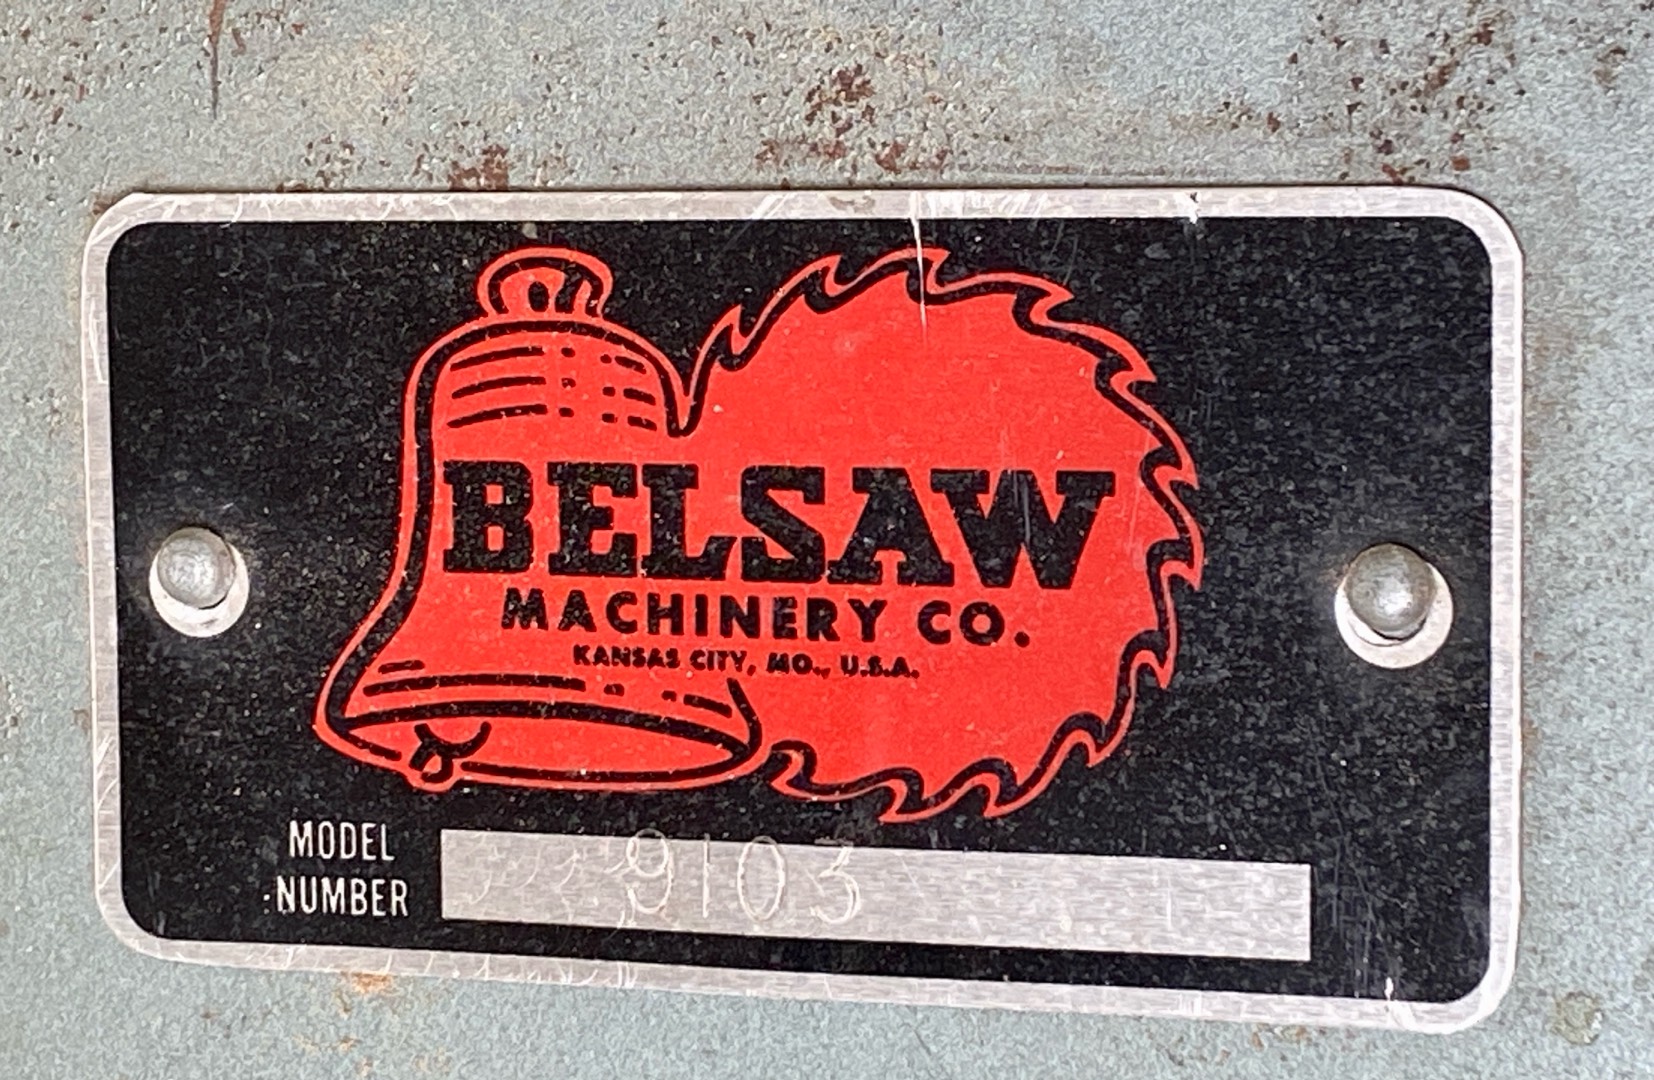 BELSAW
MACHINERY CO.
KANSAS CITY, MO., U.S.A.
MODEL
NUMBER
9103